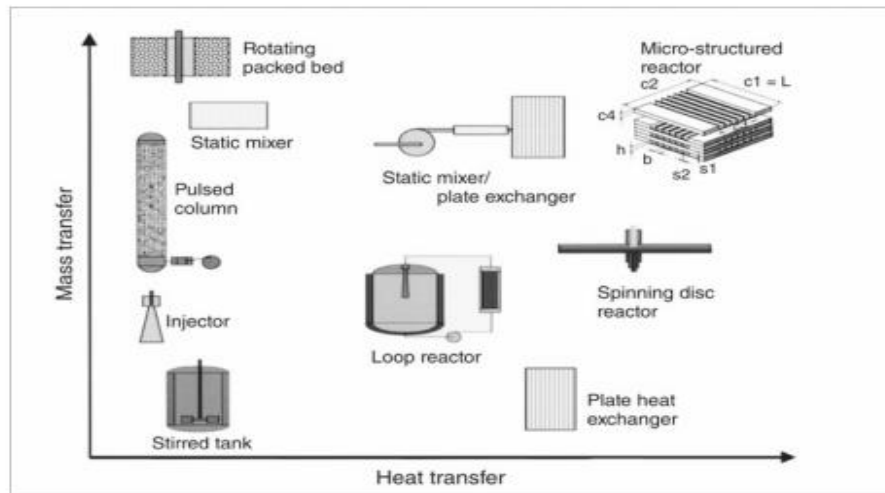 Rotating
packed bed
Micro-structured
reactor
c2
c1 = L
c4
h
b
s2
s1
Static mixer
Static mixer/
plate exchanger
Pulsed
column
Mass transfer
Injector
Loop reactor
Spinning disc
reactor
Stirred tank
Plate heat
exchanger
Heat transfer